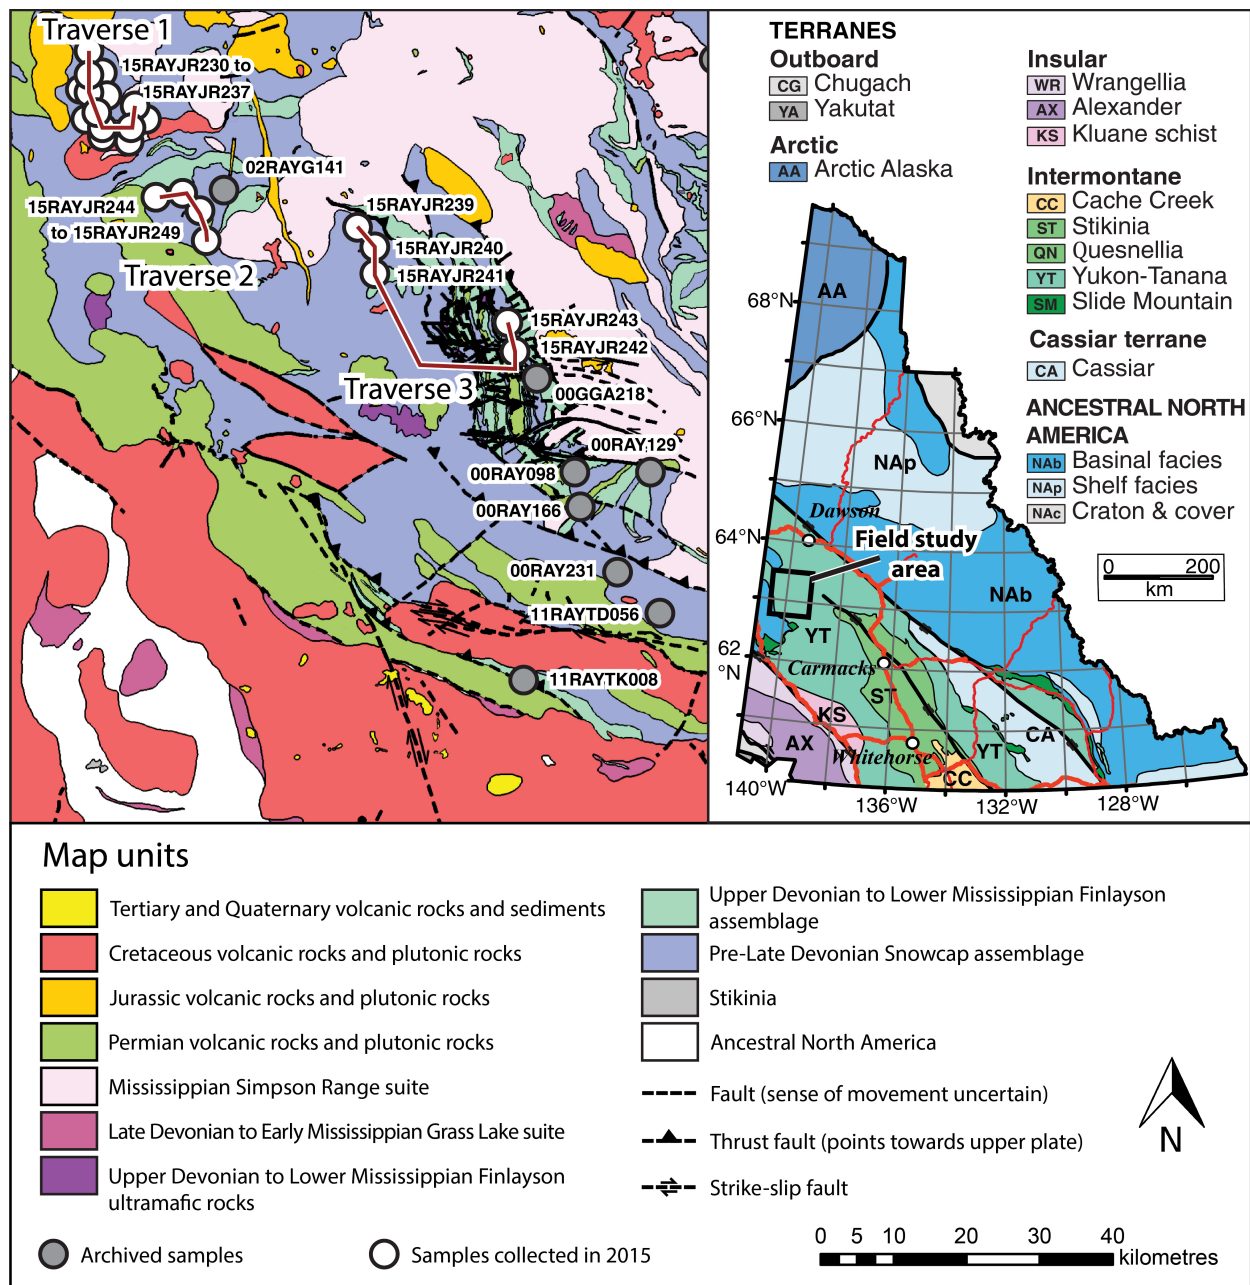 Traverse 1
15RAYJR230 to
15RAYJR237
02RAYG141
15RAYJR244
to 15RAYJR249
Traverse 2
15RAYJR239
15RAYJR240
15RAYJR241
15RAYJR243
15RAYJR242
Traverse 3
00GGA218
00RAY129
00RAY098
00RAY166
00RAY231
11RAYTD056
11RAYTK008
TERRANES
Outboard
CG Chugach
YA Yakutat
Arctic
AA Arctic Alaska
Insular
WR Wrangellia
AX Alexander
KS Kluane schist
Intermontane
CC Cache Creek
ST Stikinia
QN Quesnellia
YT Yukon-Tanana
SM Slide Mountain
Cassiar terrane
CA Cassiar
ANCESTRAL NORTH
AMERICA
NAb Basinal facies
NAp Shelf facies
NAc Craton & cover
0 200
km
AA
68°N
66°N
NAp
Dawson
64°N
Field study
area
NAb
YT
62
°N
Carmacks
ST
KS
AX
Whitehorse
YT
CA
CC
140°W
136°W
132°W
128°W
Map units
Tertiary and Quaternary volcanic rocks and sediments
Cretaceous volcanic rocks and plutonic rocks
Jurassic volcanic rocks and plutonic rocks
Permian volcanic rocks and plutonic rocks
Mississippian Simpson Range suite
Late Devonian to Early Mississippian Grass Lake suite
Upper Devonian to Lower Mississippian Finlayson
ultramafic rocks
Upper Devonian to Lower Mississippian Finlayson
assemblage
Pre-Late Devonian Snowcap assemblage
Stikinia
Ancestral North America
Fault (sense of movement uncertain)
Thrust fault (points towards upper plate)
Strike-slip fault
N
Archived samples
Samples collected in 2015
0 5 10 20 30 40
kilometres